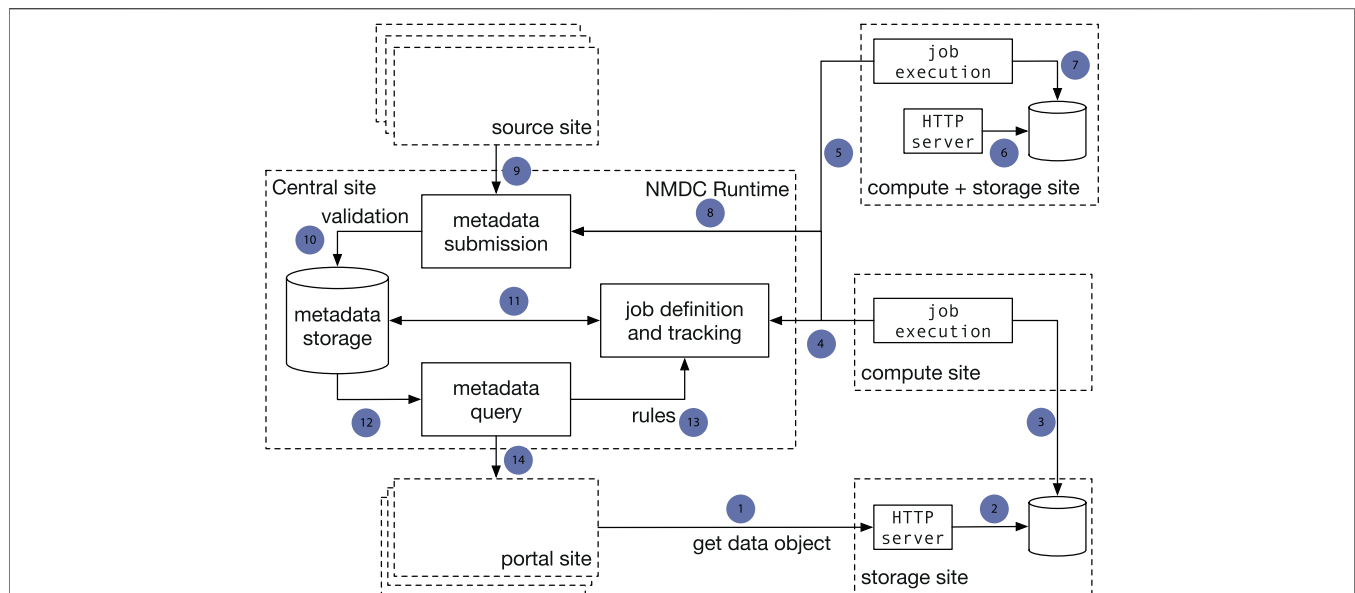 job
execution
7
HTTP
server
6
compute + storage site
5
source site
9
Central site
NMDC Runtime
validation
metadata
submission
8
10
metadata
storage
11
job definition
and tracking
4
job
execution
compute site
metadata
query
12
rules
13
3
14
portal site
1
get data object
HTTP
server
2
storage site